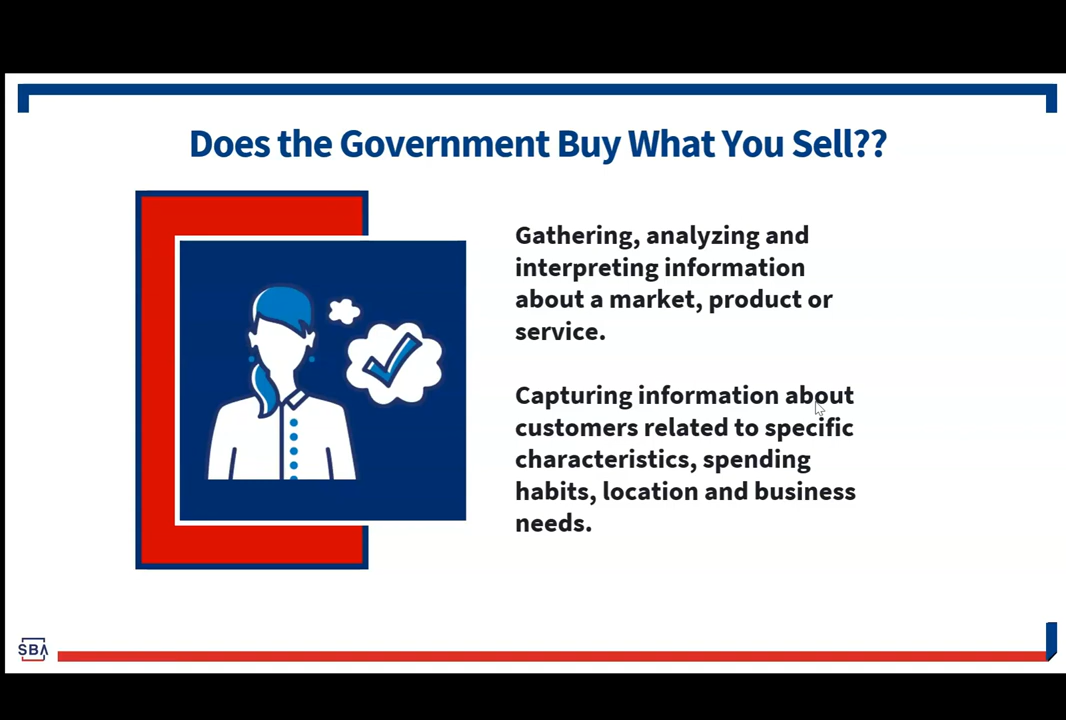 Does the Government Buy What You Sell??
Gathering, analyzing and
interpreting information
about a market, product or
service.
Capturing information about
customers related to specific
characteristics, spending
habits, location and business
needs.
SBA